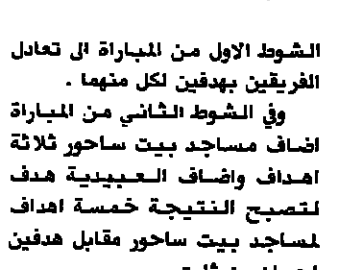 الشوط الاول من المباراة الى تعادل
الفريقين بهدفين لكل منهما .
وفي الشوط الثاني من المباراة
اضاف مساجد بيت ساحور ثلاثة
اهداف واضاف العبيدية هدف
لتصبح النتيجة خمسة اهداف
لمساجد بيت ساحور مقابل هدفين